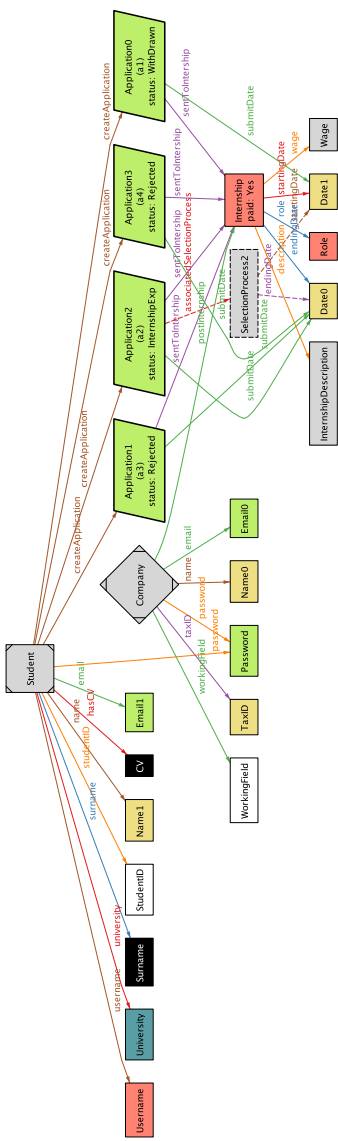 Student
createApplication
createApplication
createApplication
createApplication
email
name
hasCV
studentID
surname
university
username
Username
University
Surname
StudentID
Name1
CV
Email1
Company
Application1
(a3)
status: Rejected
Application2
(a2)
status: InternshipExp
Application3
(a4)
status: Rejected
Application0
(a1)
status: WithDrawn
workingField
taxID
password
password
name
email
sentToIntership
sentToIntership
sentToIntership
sentToIntership
associatedSelectionProcess
postInternship
submitDate
submitDate
submitDate
submitDate
WorkingField
TaxID
Password
Name0
Email0
SelectionProcess2
Internship
paid: Yes
endingDate
description
endingDate
role
startingDate
startingDate
wage
InternshipDescription
Date0
Role
Date1
Wage